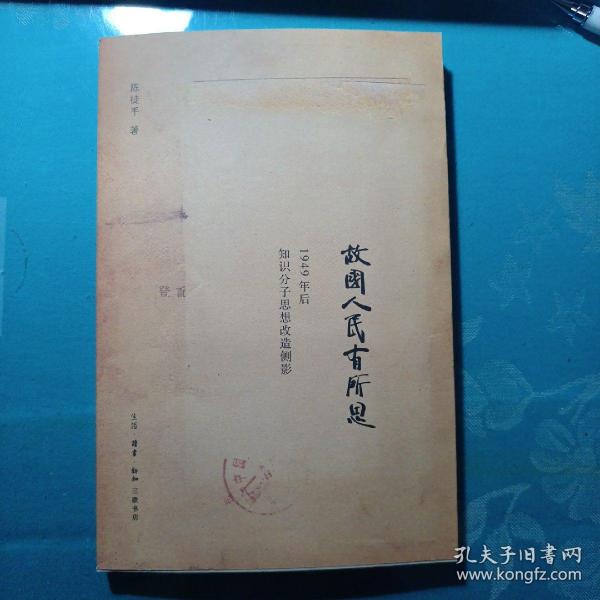 故國人民有所思
1949年后
知识分子思想改造侧影
陈徒手 著
生活·讀書·新知 三联书店
孔夫子旧书网
www.kongfz.com